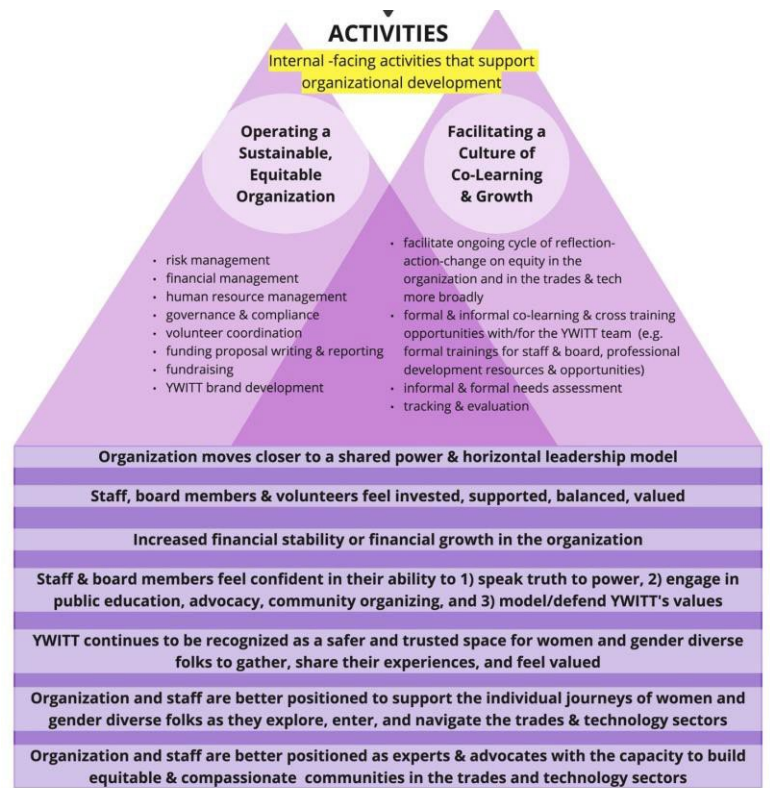 ACTIVITIES
Internal -facing activities that support
organizational development
Operating a
Sustainable,
Equitable
Organization
Facilitating a
Culture of
Co-Learning
& Growth
• risk management
• financial management
• human resource management
• governance & compliance
• volunteer coordination
• funding proposal writing & reporting
• fundraising
• YWITT brand development
• facilitate ongoing cycle of reflection-
action-change on equity in the
organization and in the trades & tech
more broadly
• formal & informal co-learning & cross training
opportunities with/for the YWITT team (e.g.
formal trainings for staff & board, professional
development resources & opportunities)
• informal & formal needs assessment
• tracking & evaluation
Organization moves closer to a shared power & horizontal leadership model
Staff, board members & volunteers feel invested, supported, balanced, valued
Increased financial stability or financial growth in the organization
Staff & board members feel confident in their ability to 1) speak truth to power, 2) engage in
public education, advocacy, community organizing, and 3) model/defend YWITT's values
YWITT continues to be recognized as a safer and trusted space for women and gender diverse
folks to gather, share their experiences, and feel valued
Organization and staff are better positioned to support the individual journeys of women and
gender diverse folks as they explore, enter, and navigate the trades & technology sectors
Organization and staff are better positioned as experts & advocates with the capacity to build
equitable & compassionate communities in the trades and technology sectors